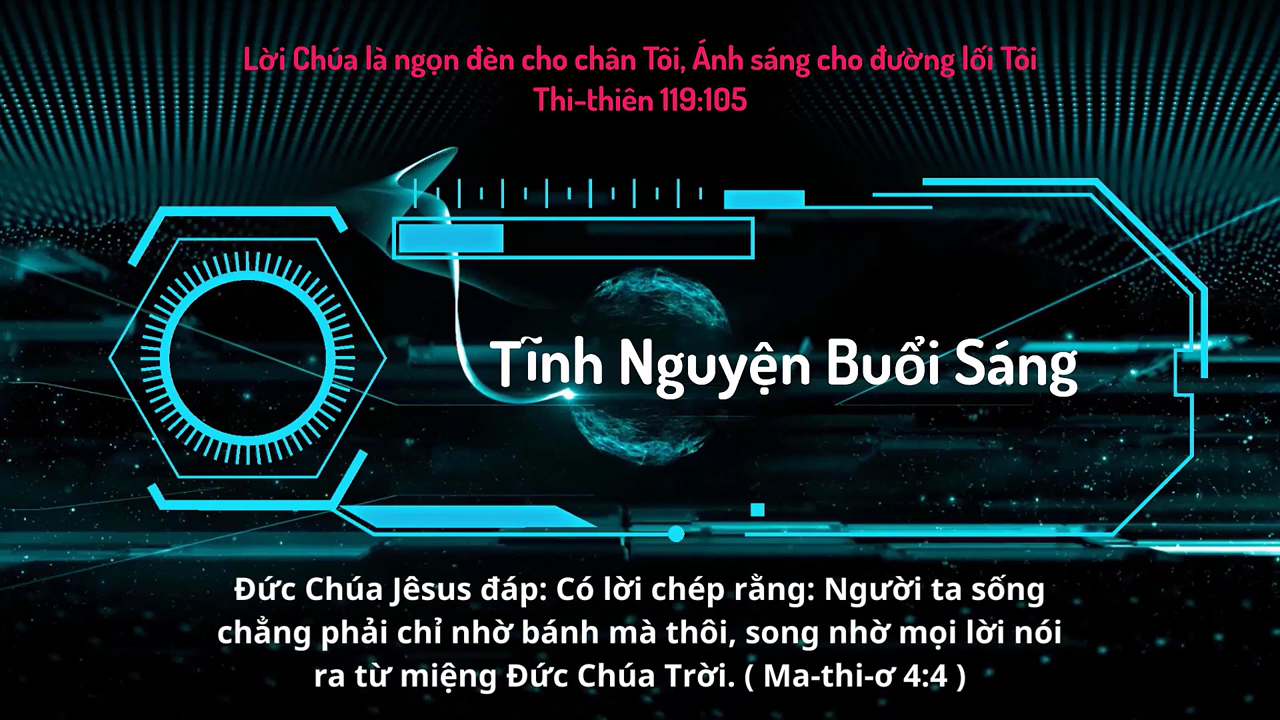 Lời Chúa là ngọn đèn cho chân Tôi, Ánh sáng cho đường lối Tôi
Thi-thiên 119:105
Tĩnh Nguyện Buổi Sáng
Đức Chúa Jêsus đáp: Có lời chép rằng: Người ta sống
chẳng phải chỉ nhờ bánh mà thôi, song nhờ mọi lời nói
ra từ miệng Đức Chúa Trời. ( Ma-thi-ơ 4:4 )